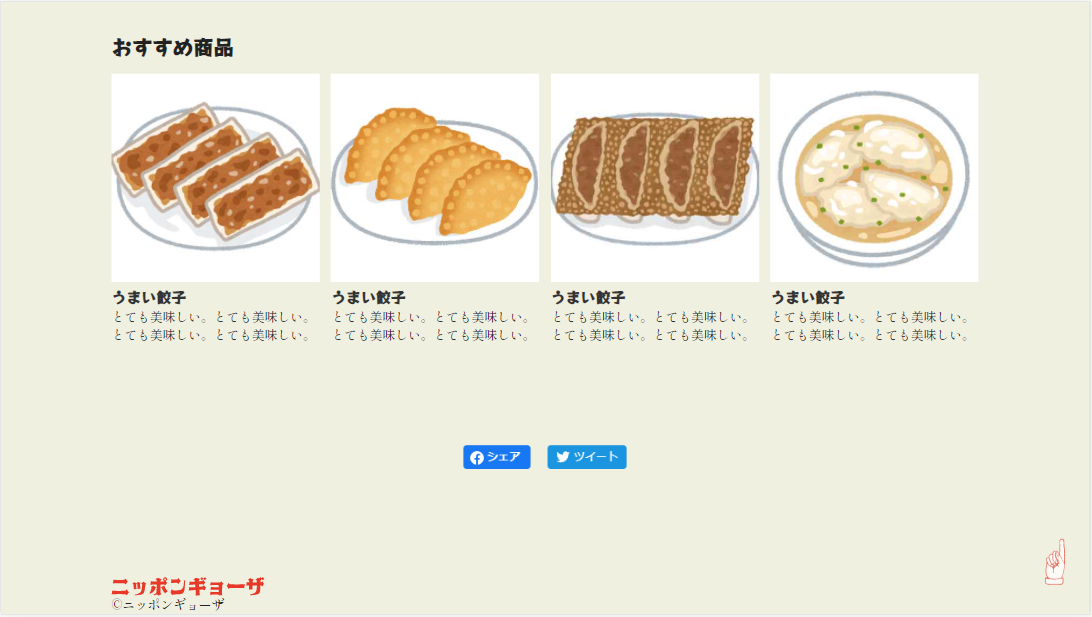 おすすめ商品
うまい餃子
とても美味しい。とても美味しい。
とても美味しい。とても美味しい。
うまい餃子
とても美味しい。とても美味しい。
とても美味しい。とても美味しい。
うまい餃子
とても美味しい。とても美味しい。
とても美味しい。とても美味しい。
うまい餃子
とても美味しい。とても美味しい。
とても美味しい。とても美味しい。
シェア
ツイート
ニッポンギョーザ
©ニッポンギョーザ